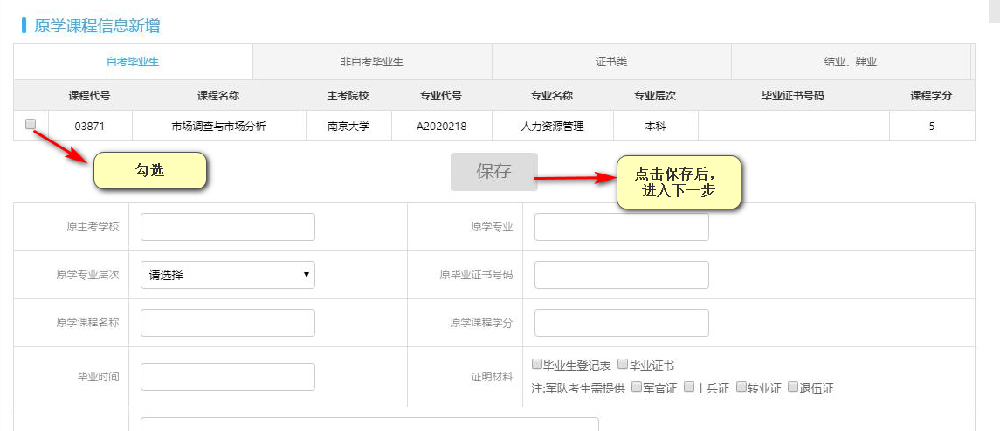 原学课程信息新增
自考毕业生 非自考毕业生 证书类 结业、肄业
课程代号 课程名称 主考院校 专业代号 专业名称 专业层次 毕业证书号码 课程学分
03871 市场调查与市场分析 南京大学 A2020218 人力资源管理 本科 5
勾选
保存
点击保存后，
进入下一步
原主考学校 原学专业
原学专业层次 请选择 原毕业证书号码
原学课程名称 原学课程学分
毕业时间 证明材料
毕业生登记表 毕业证书
注:军队考生需提供 军官证 士兵证 转业证 退伍证